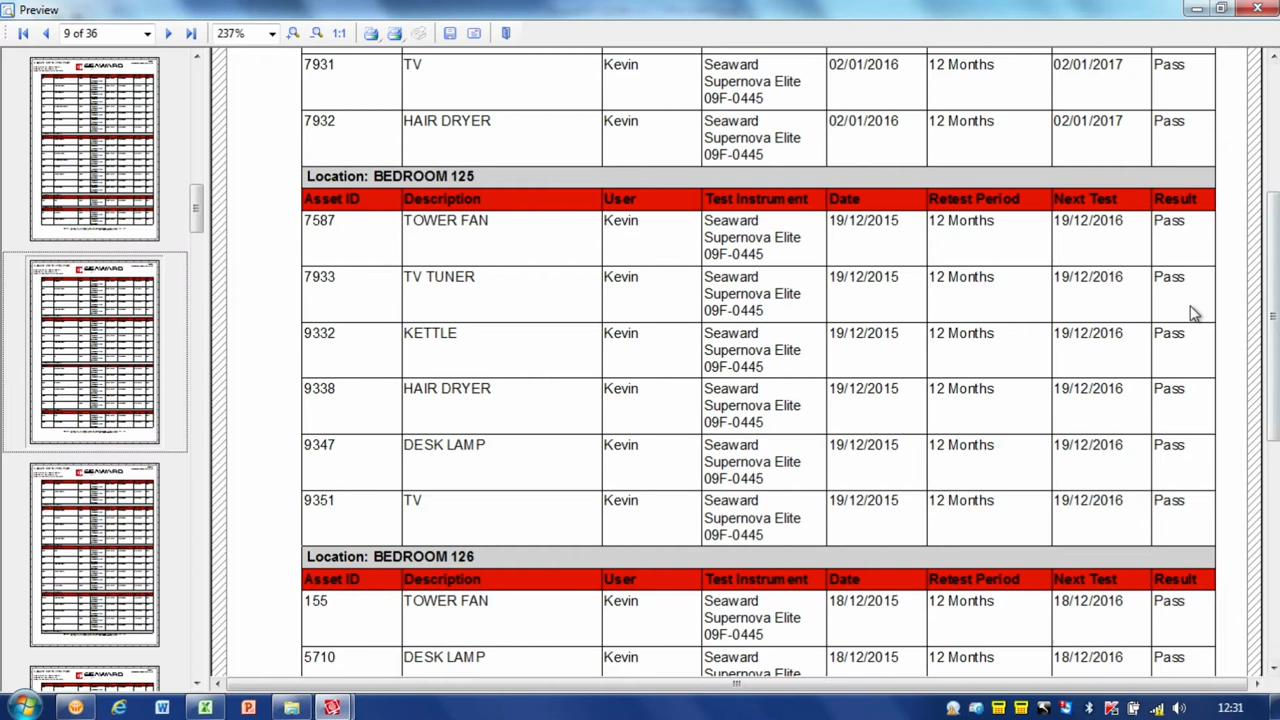 Preview
9 of 36
237%
1:1
7931 TV Kevin Seaward Supernova Elite 09F-0445 02/01/2016 12 Months 02/01/2017 Pass
7932 HAIR DRYER Kevin Seaward Supernova Elite 09F-0445 02/01/2016 12 Months 02/01/2017 Pass
Location: BEDROOM 125
Asset ID Description User Test Instrument Date Retest Period Next Test Result
7587 TOWER FAN Kevin Seaward Supernova Elite 09F-0445 19/12/2015 12 Months 19/12/2016 Pass
7935 TV TUNER Kevin Seaward Supernova Elite 09F-0445 19/12/2015 12 Months 19/12/2016 Pass
9332 KETTLE Kevin Seaward Supernova Elite 09F-0445 19/12/2015 12 Months 19/12/2016 Pass
9338 HAIR DRYER Kevin Seaward Supernova Elite 09F-0445 19/12/2015 12 Months 19/12/2016 Pass
9347 DESK LAMP Kevin Seaward Supernova Elite 09F-0445 19/12/2015 12 Months 19/12/2016 Pass
9351 TV Kevin Seaward Supernova Elite 09F-0445 19/12/2015 12 Months 19/12/2016 Pass
Location: BEDROOM 126
Asset ID Description User Test Instrument Date Retest Period Next Test Result
155 TOWER FAN Kevin Seaward Supernova Elite 09F-0445 18/12/2015 12 Months 18/12/2016 Pass
5710 DESK LAMP Kevin Seaward Supernova Elite 18/12/2015 12 Months 18/12/2016 Pass
SEAWARD
SEAWARD
SEAWARD
12:31